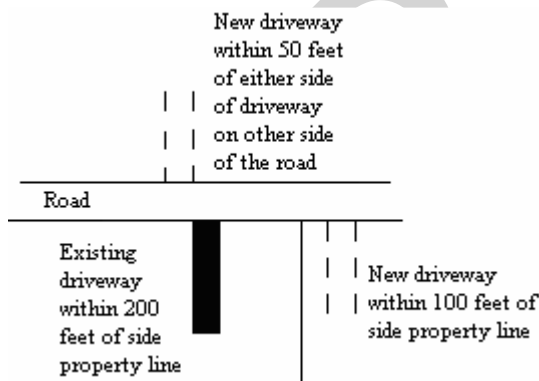 New driveway
within 50 feet
of either side
of driveway
on other side
of the road
Road
Existing
driveway
within 200
feet of side
property line
New driveway
within 100 feet of
side property line